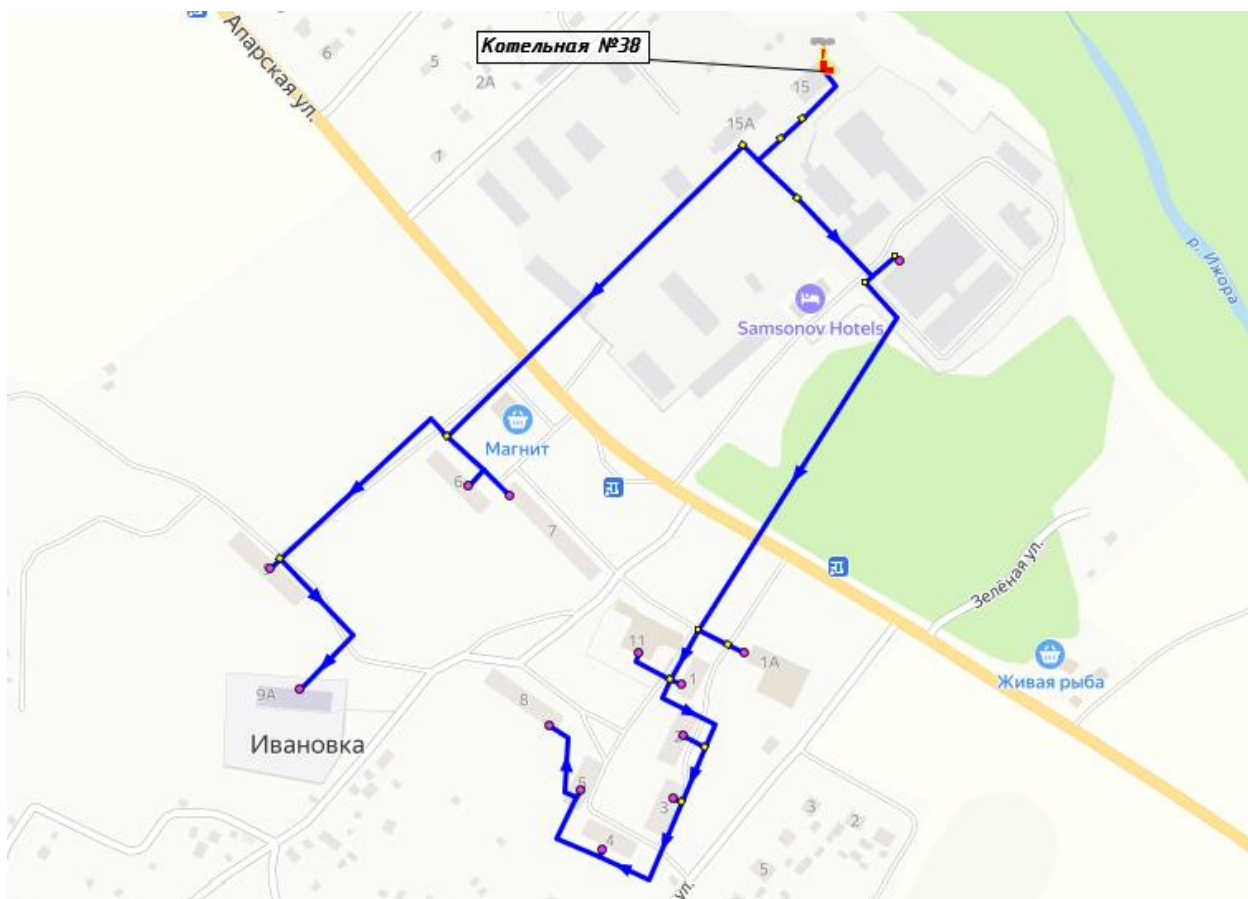 Котельная №38
Апарская ул.
6
5
2А
1
15
15А
р. Ижора
Samsonov Hotels
Магнит
6
7
Зелёная ул.
11
1А
1
Живая рыба
9А
8
2
Ивановка
5
3
3
2
4
5
ул.